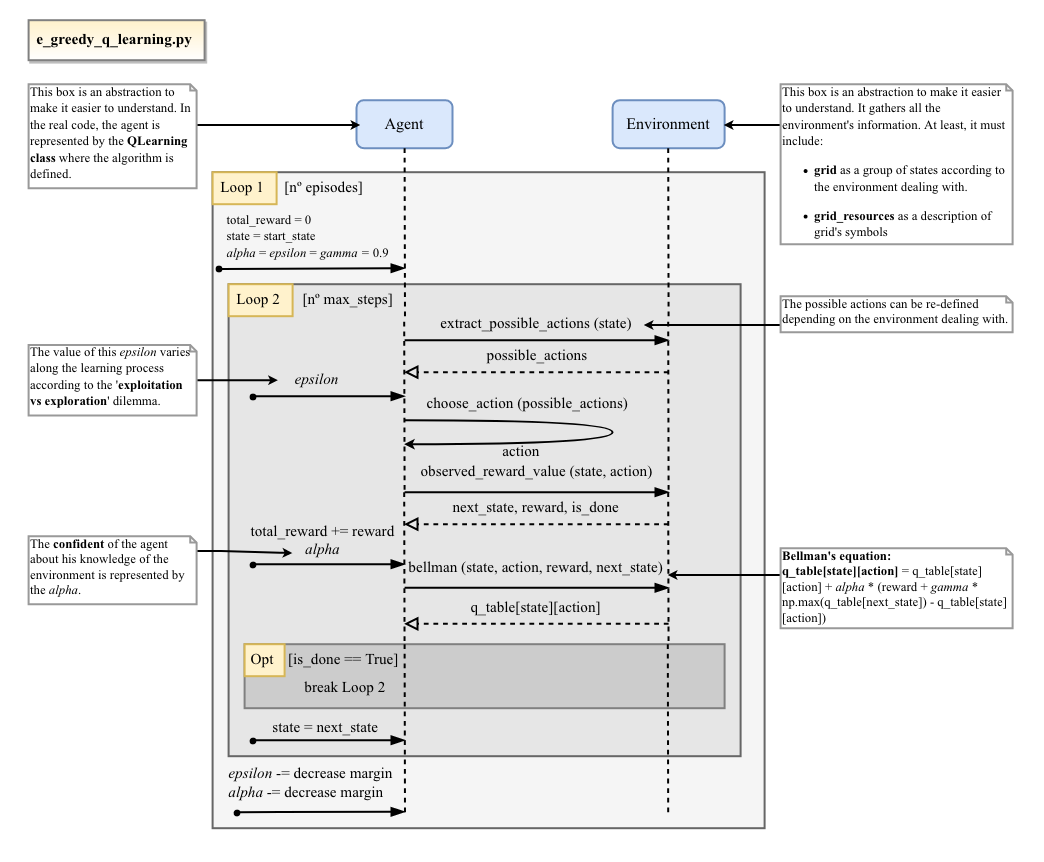 e_greedy_q_learning.py
This box is an abstraction to
make it easier to understand. In
the real code, the agent is
represented by the QLearning
class where the algorithm is
defined.
Agent
Environment
This box is an abstraction to make it easier
to understand. It gathers all the
environment's information. At least, it must
include:
• grid as a group of states according to
the environment dealing with.
• grid_resources as a description of
grid's symbols
Loop 1 [nº episodes]
total_reward = 0
state = start_state
alpha = epsilon = gamma = 0.9
Loop 2 [nº max_steps]
extract_possible_actions (state)
The possible actions can be re-defined
depending on the environment dealing with.
possible_actions
The value of this epsilon varies
along the learning process
according to the 'exploitation
vs exploration' dilemma.
epsilon
choose_action (possible_actions)
action
observed_reward_value (state, action)
next_state, reward, is_done
total_reward += reward
alpha
The confident of the agent
about his knowledge of the
environment is represented by
the alpha.
bellman (state, action, reward, next_state)
Bellman's equation:
q_table[state][action] = q_table[state]
[action] + alpha * (reward + gamma *
np.max(q_table[next_state]) - q_table[state]
[action])
q_table[state][action]
Opt [is_done == True]
break Loop 2
state = next_state
epsilon -= decrease margin
alpha -= decrease margin